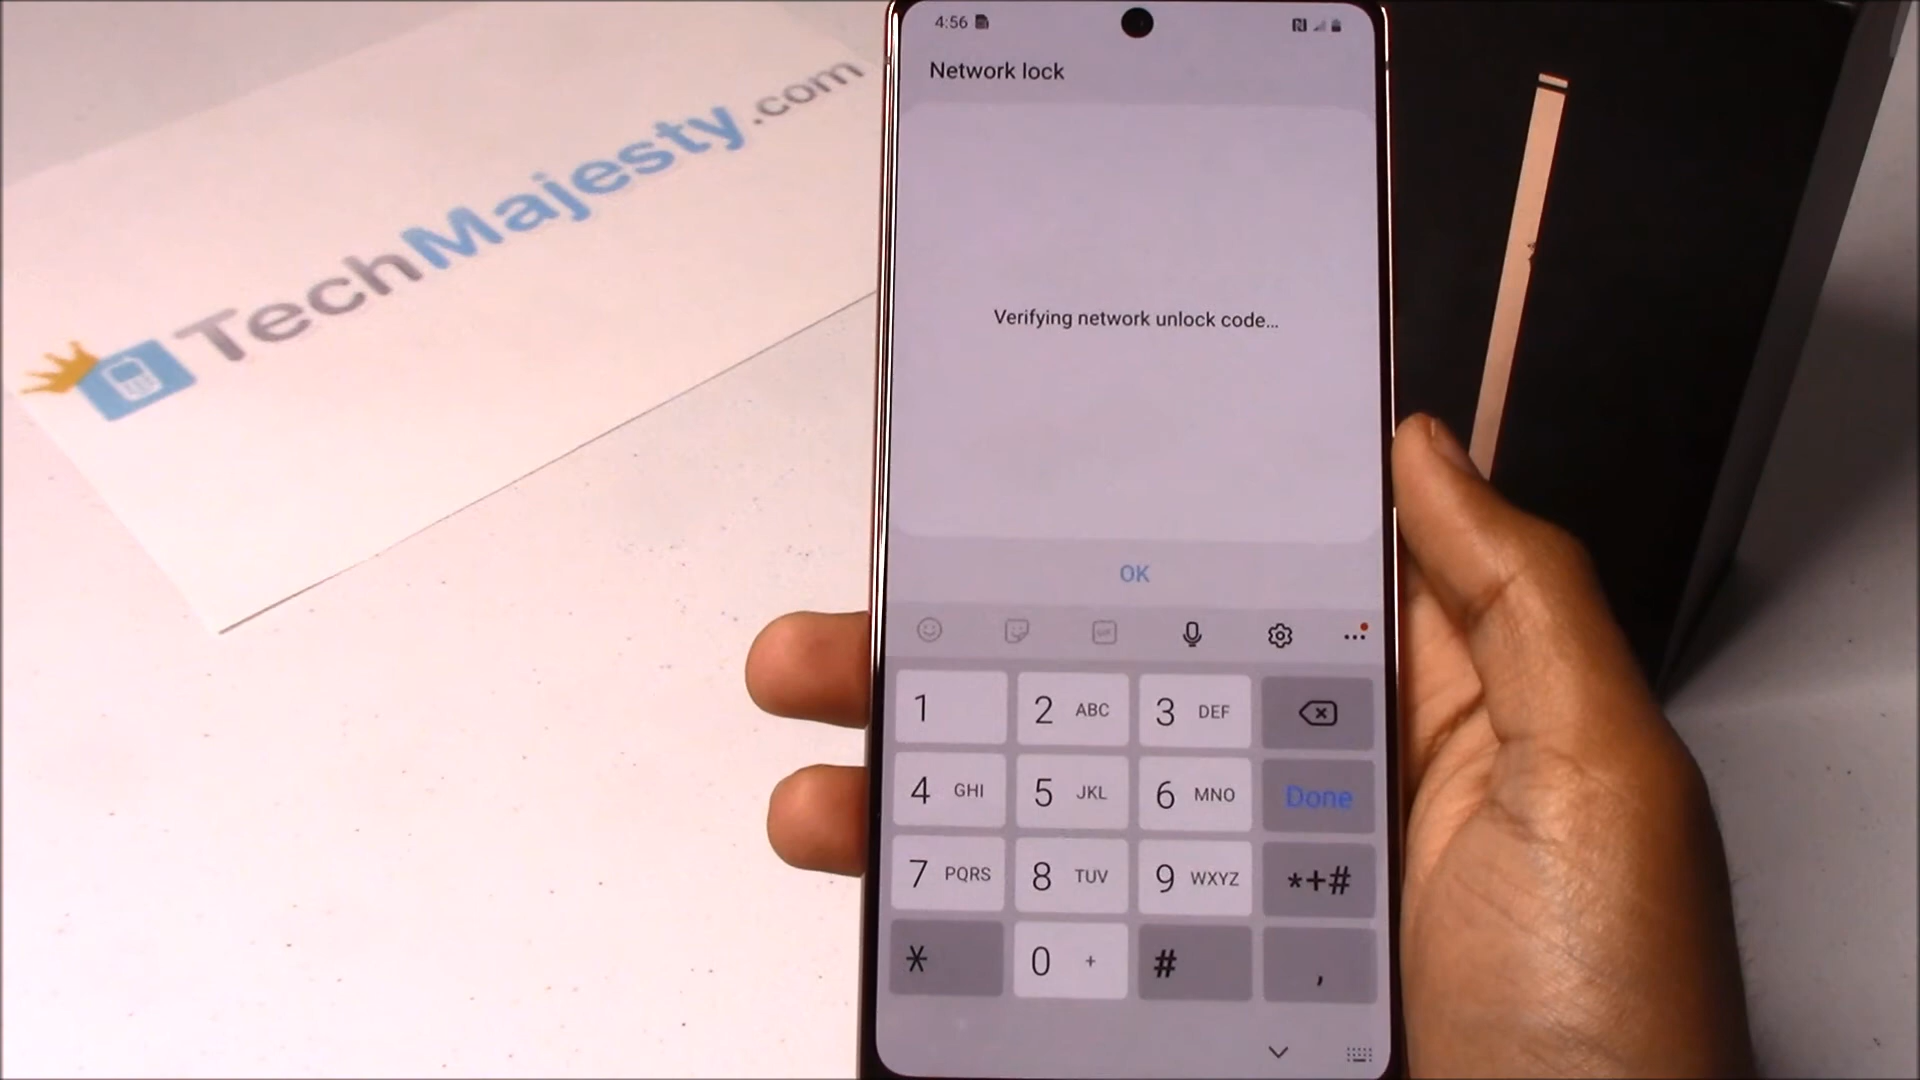 TechMajesty.com
4:56
Network lock
Verifying network unlock code...
OK
GIF
1
2 ABC
3 DEF
4 GHI
5 JKL
6 MNO
Done
7 PQRS
8 TUV
9 WXYZ
*+#
*
0 +
#
,